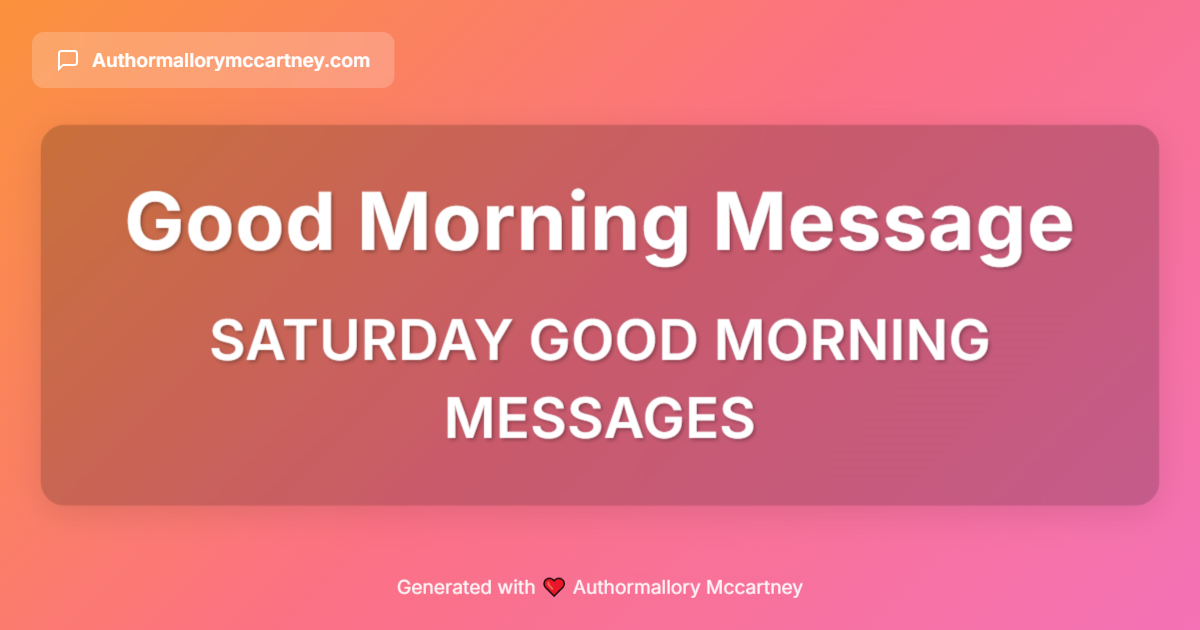 Authormallorymccartney.com
Good Morning Message
SATURDAY GOOD MORNING
MESSAGES
Generated with ❤️ Authormallory Mccartney